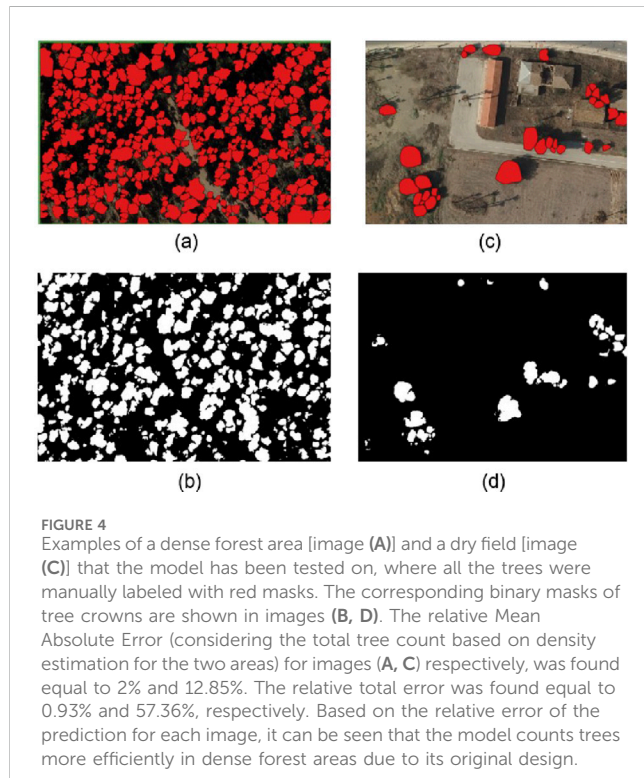 (a)
(c)
(b)
(d)
FIGURE 4
Examples of a dense forest area [image (A)] and a dry field [image
(C)] that the model has been tested on, where all the trees were
manually labeled with red masks. The corresponding binary masks of
tree crowns are shown in images (B, D). The relative Mean
Absolute Error (considering the total tree count based on density
estimation for the two areas) for images (A, C) respectively, was found
equal to 2% and 12.85%. The relative total error was found equal to
0.93% and 57.36%, respectively. Based on the relative error of the
prediction for each image, it can be seen that the model counts trees
more efficiently in dense forest areas due to its original design.